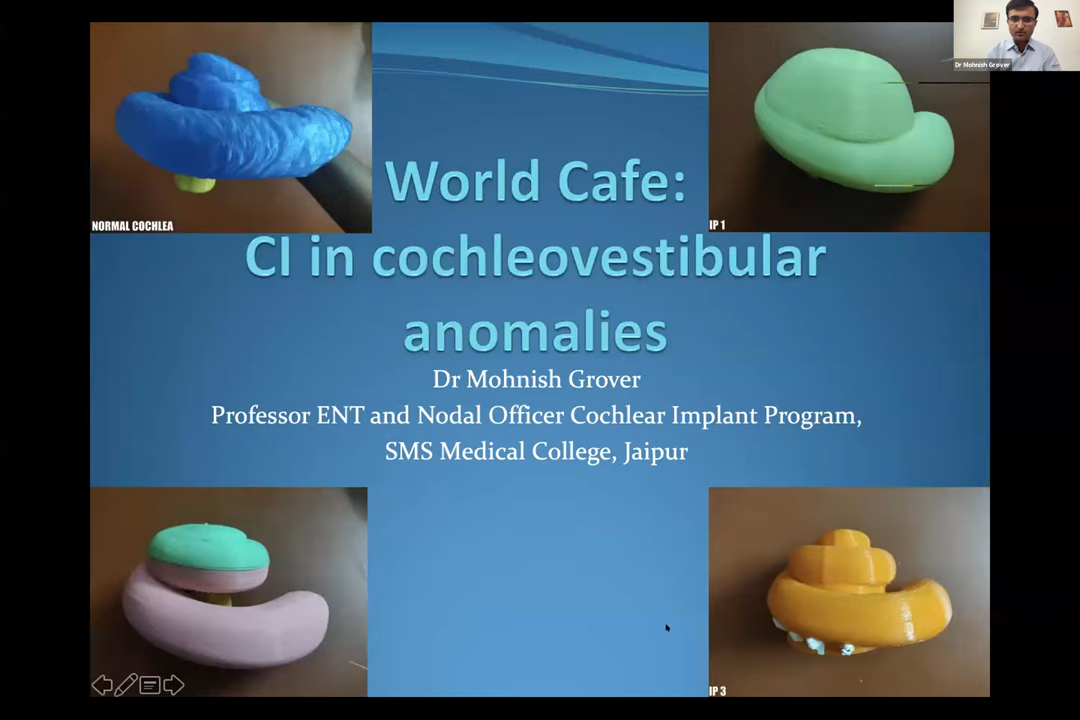 Dr Mohnish Grover
NORMAL COCHLEA
IP 1
World Cafe:
CI in cochleovestibular
anomalies
Dr Mohnish Grover
Professor ENT and Nodal Officer Cochlear Implant Program,
SMS Medical College, Jaipur
IP 3